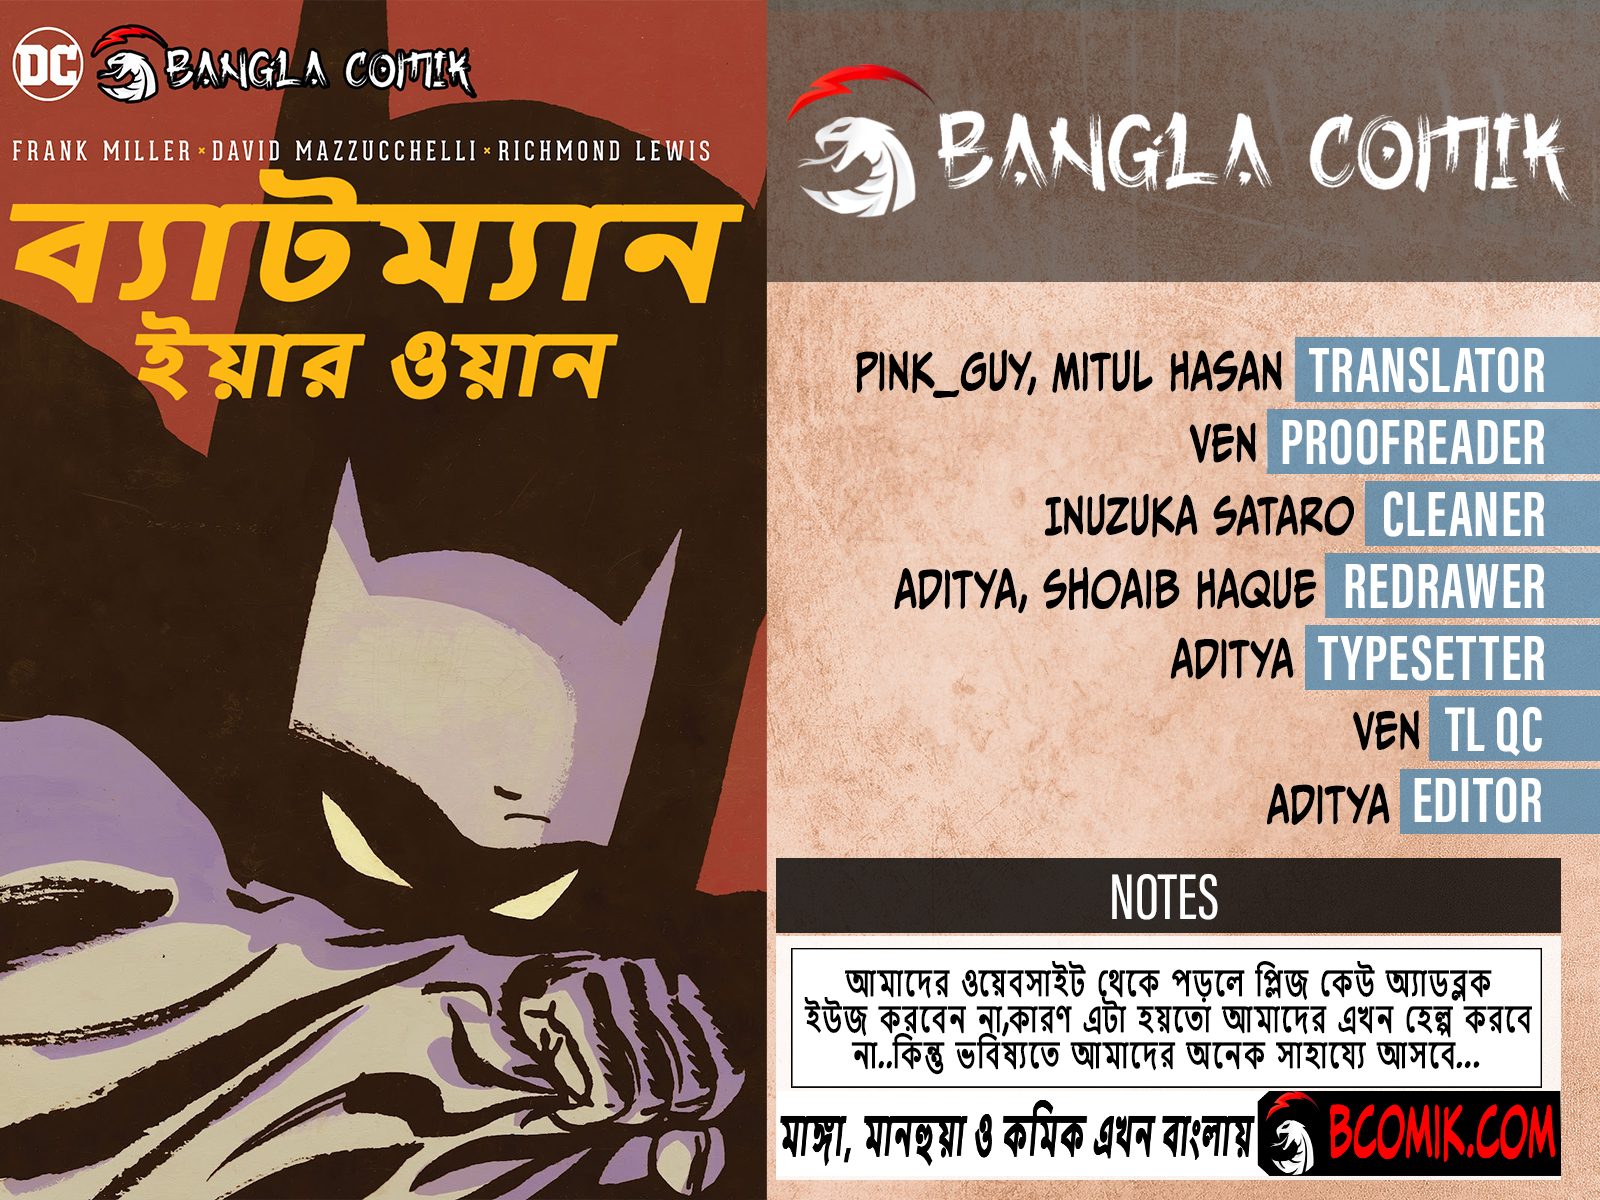 DC BANGLA COMIK
FRANK MILLER × DAVID MAZZUCCHELLI × RICHMOND LEWIS
ব্যাটম্যান
ইয়ার ওয়ান
BANGLA COMIK
PINK_GUY, MITUL HASAN TRANSLATOR
VEN PROOFREADER
INUZUKA SATARO CLEANER
ADITYA, SHOAIB HAQUE REDRAWER
ADITYA TYPESETTER
VEN TL QC
ADITYA EDITOR
NOTES
আমাদের ওয়েবসাইট থেকে পড়লে প্লিজ কেউ অ্যাডব্লক
ইউজ করবেন না,কারণ এটা হয়তো আমাদের এখন হেল্প করবে
না..কিন্তু ভবিষ্যতে আমাদের অনেক সাহায্যে আসবে...
মাঙ্গা, মানহুয়া ও কমিক এখন বাংলায় BCOMIK.COM